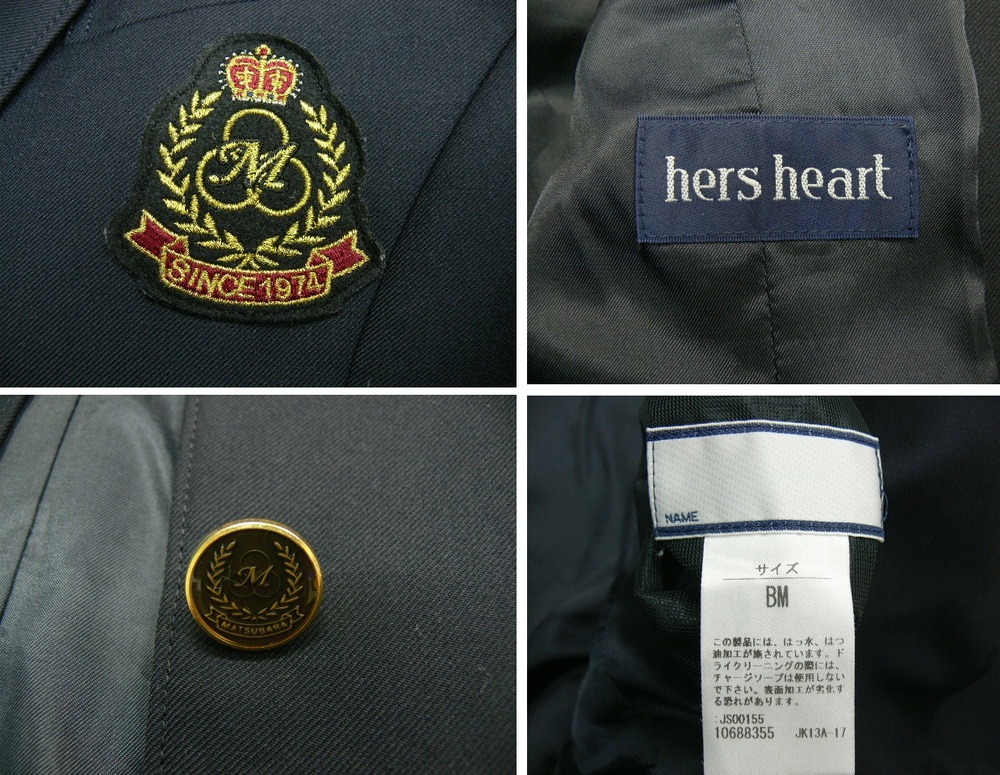 M
SINCE 1974
hers heart
M
MATSUBARA
NAME
サイズ
BM
この製品には、はっ水、はつ
油加工が施されています。ド
ライクリーニングの際には、
チャージソープは使用しない
で下さい。表面加工が劣化す
る恐れがあります。
:JS00155
10688355 JK13A-17